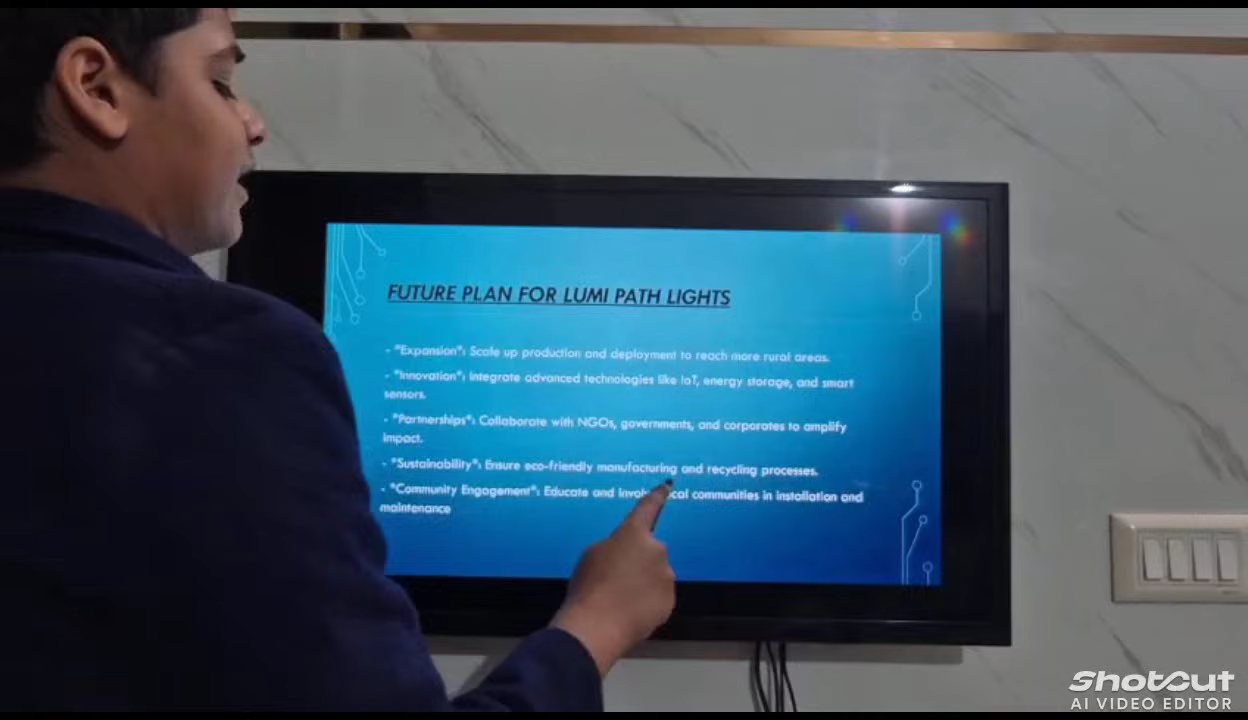 FUTURE PLAN FOR LUMI PATH LIGHTS
- "Expansion": Scale up production and deployment to reach more rural areas.
- "Innovation": Integrate advanced technologies like IoT, energy storage, and smart
sensors.
- "Partnerships": Collaborate with NGOs, governments, and corporates to amplify
impact.
- "Sustainability": Ensure eco-friendly manufacturing and recycling processes.
- "Community Engagement": Educate and communities in installation and
maintenance
ShotCut
AI VIDEO EDITOR